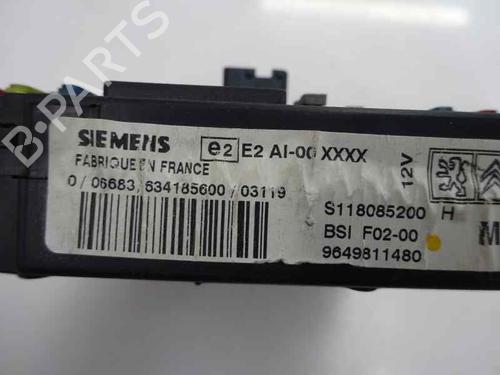 SIEMENS e2 E2 AI-00 XXXX
FABRIQUE EN FRANCE
0 / 06683, 634185600 / 03119
12V
S118085200 H
BSI F02-00
9649811480
M
B-PARTS